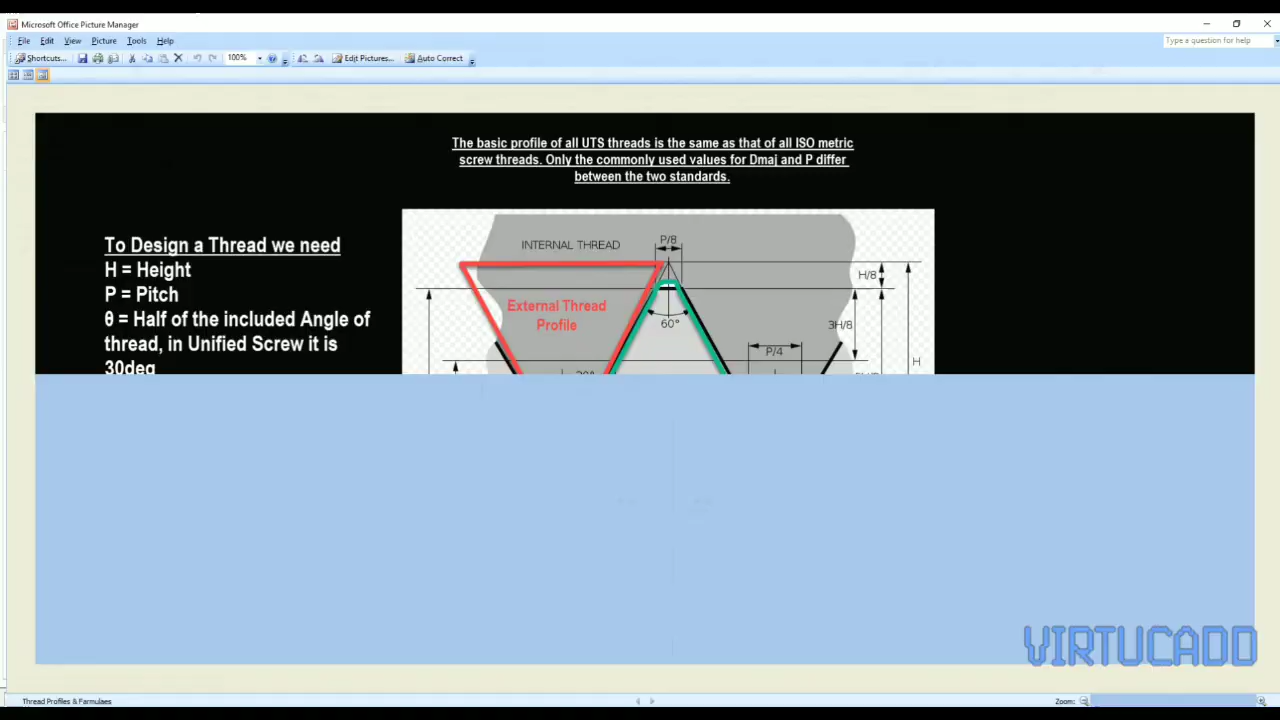 Microsoft Office Picture Manager
File Edit View Picture Tools Help
Type a question for help
Shortcuts... 100% Edit Pictures... Auto Correct
The basic profile of all UTS threads is the same as that of all ISO metric
screw threads. Only the commonly used values for Dmaj and P differ
between the two standards.
To Design a Thread we need
H = Height
P = Pitch
θ = Half of the included Angle of
thread, in Unified Screw it is
30deg
INTERNAL THREAD
P/8
H/8
External Thread
Profile
60°
3H/8
P/4
H
VIRTUCADO
Thread Profiles & Farmulaes
Zoom: